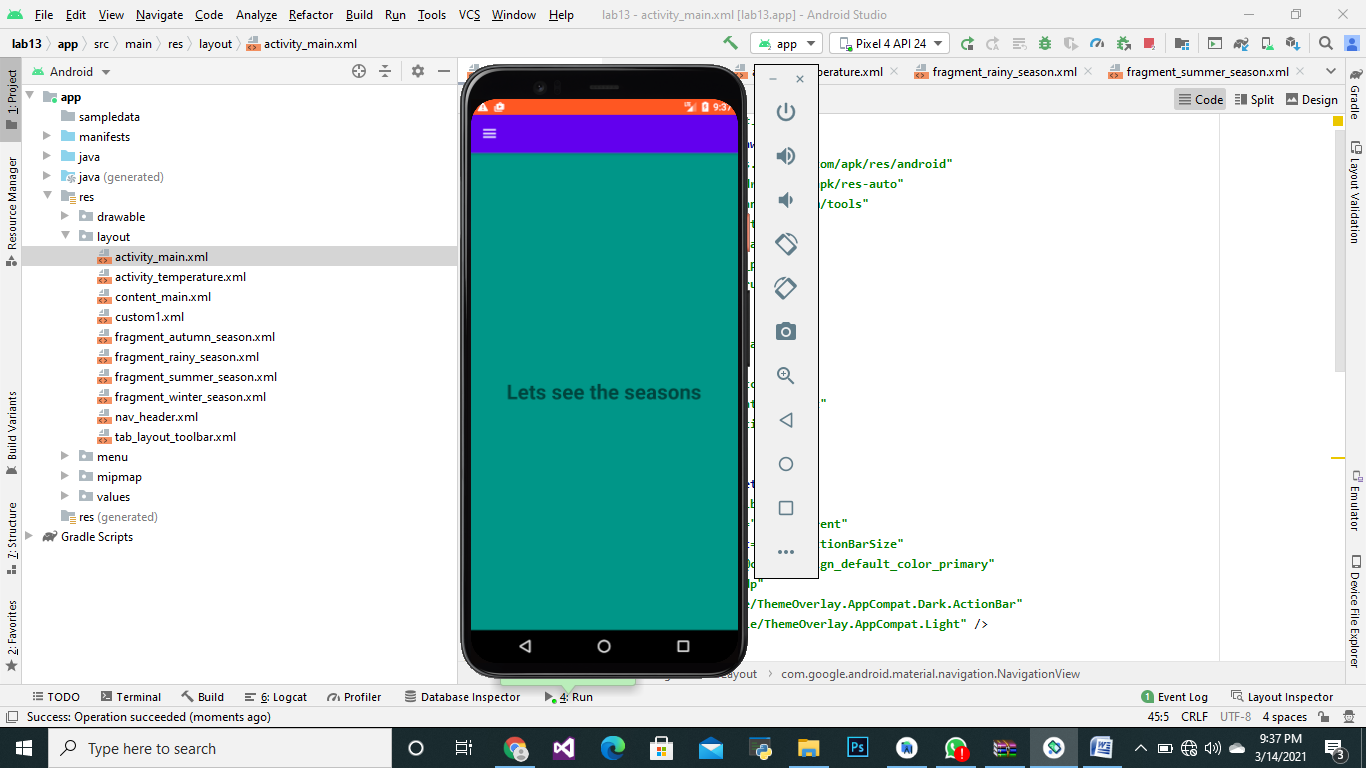 File Edit View Navigate Code Analyze Refactor Build Run Tools VCS Window Help lab13 - activity_main.xml [lab13.app] - Android Studio
lab13 app src main res layout activity_main.xml app Pixel 4 API 24
Android perature.xml fragment_rainy_season.xml fragment_summer_season.xml
Code Split Design
1: Project
Resource Manager
Build Variants
7: Structure
2: Favorites
app
sampledata
manifests
java
java (generated)
res
drawable
layout
activity_main.xml
activity_temperature.xml
content_main.xml
custom1.xml
fragment_autumn_season.xml
fragment_rainy_season.xml
fragment_summer_season.xml
fragment_winter_season.xml
nav_header.xml
tab_layout_toolbar.xml
menu
mipmap
values
res (generated)
Gradle Scripts
9:37
Lets see the seasons
com/apk/res/android"
pk/res-auto"
/tools"
ent"
tionBarSize"
gn_default_color_primary"
e/ThemeOverlay.AppCompat.Dark.ActionBar"
le/ThemeOverlay.AppCompat.Light" />
com.google.android.material.navigation.NavigationView
Gradle
Layout Validation
Emulator
Device File Explorer
TODO Terminal Build 6: Logcat Profiler Database Inspector 4: Run 1 Event Log Layout Inspector
Success: Operation succeeded (moments ago) 45:5 CRLF UTF-8 4 spaces
Type here to search
Ps
9:37 PM
3/14/2021
3